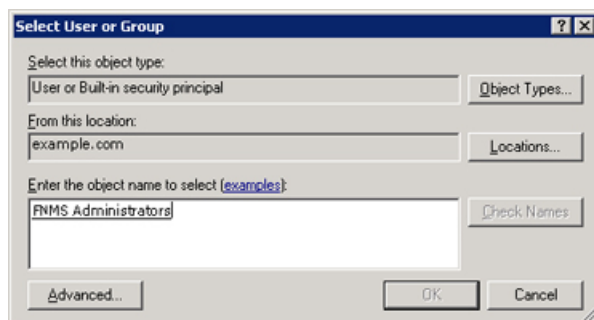 Select User or Group
Select this object type:
User or Built-in security principal
Object Types...
From this location:
example.com
Locations...
Enter the object name to select (examples):
FNMS Administrators
Check Names
Advanced...
OK
Cancel